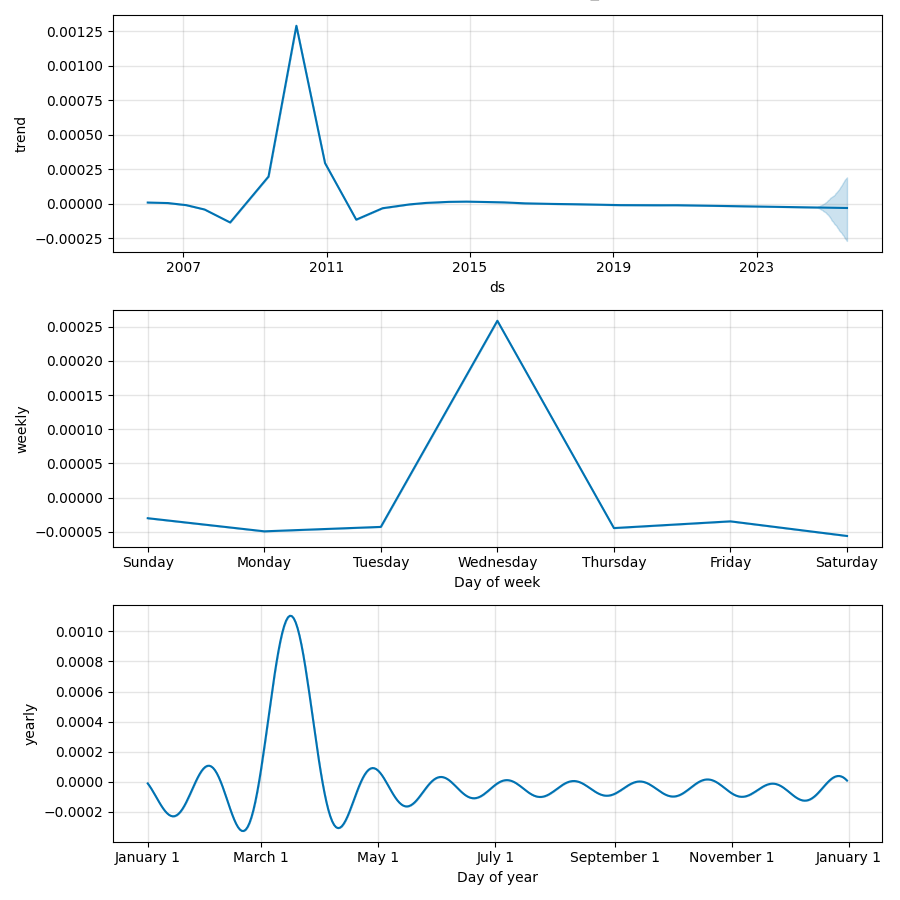 0.00125
0.00100
0.00075
0.00050
0.00025
0.00000
−0.00025
trend
2007 2011 2015 2019 2023
ds
0.00025
0.00020
0.00015
0.00010
0.00005
0.00000
−0.00005
weekly
Sunday Monday Tuesday Wednesday Thursday Friday Saturday
Day of week
0.0010
0.0008
0.0006
0.0004
0.0002
0.0000
−0.0002
yearly
January 1 March 1 May 1 July 1 September 1 November 1 January 1
Day of year